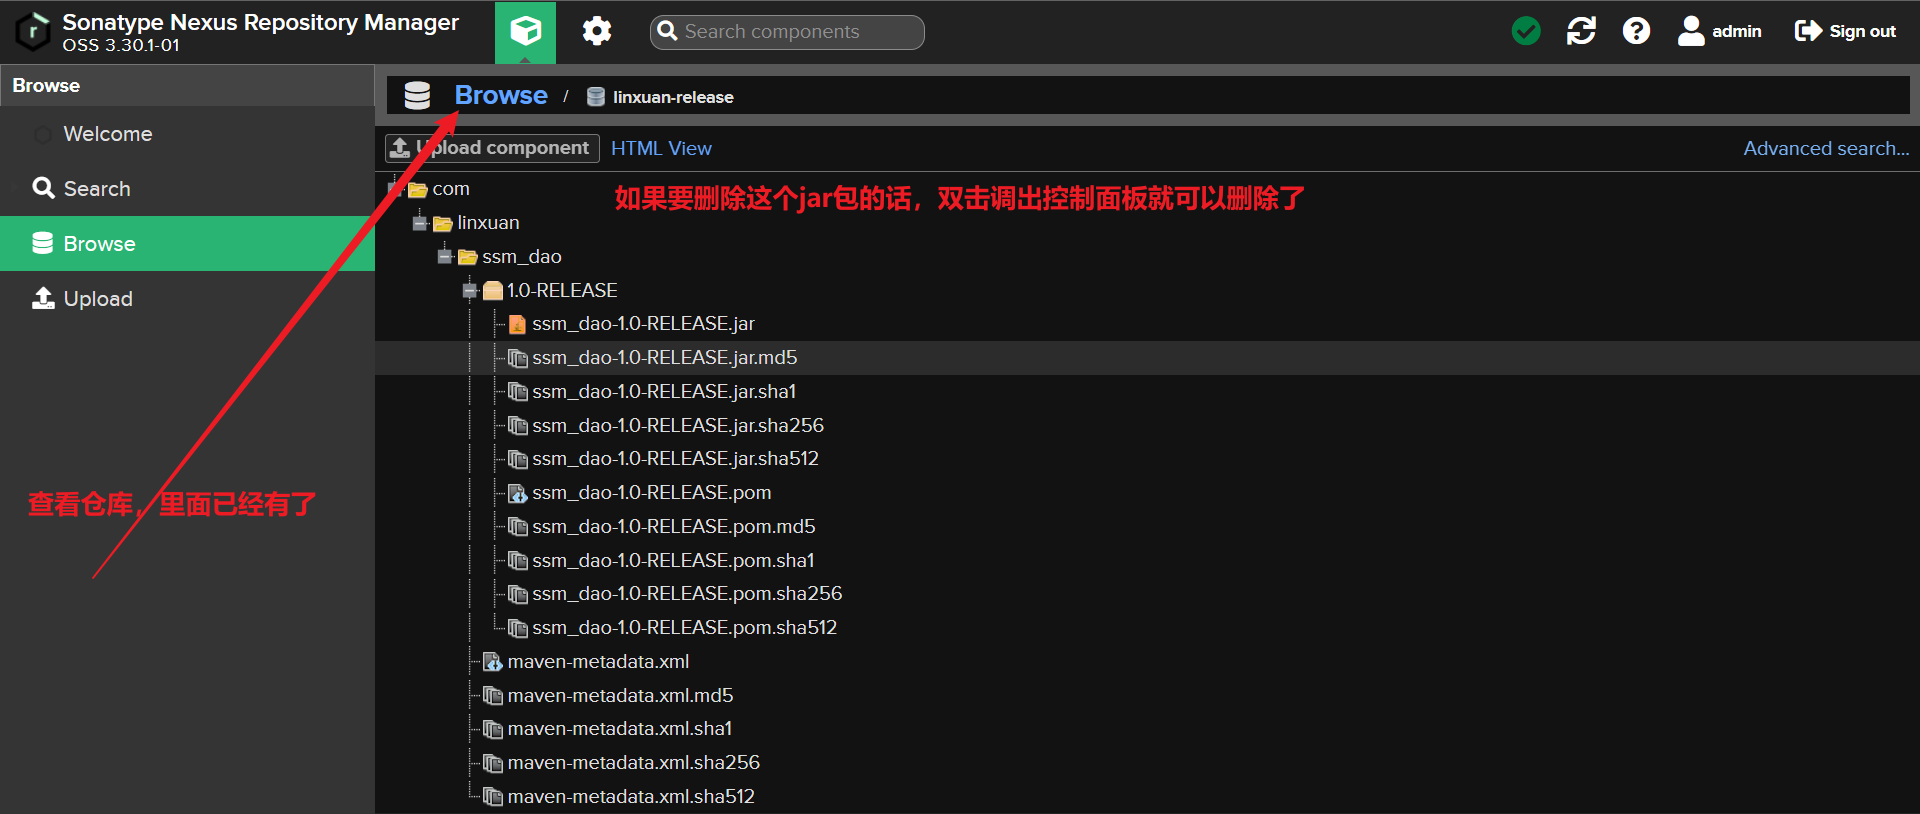 Sonatype Nexus Repository Manager
OSS 3.30.1-01
Search components
admin
Sign out
Browse
Welcome
Search
Browse
Upload
查看仓库，里面已经有了
Browse / linxuan-release
Upload component
HTML View
Advanced search...
如果要删除这个jar包的话，双击调出控制面板就可以删除了
com
linxuan
ssm_dao
1.0-RELEASE
ssm_dao-1.0-RELEASE.jar
ssm_dao-1.0-RELEASE.jar.md5
ssm_dao-1.0-RELEASE.jar.sha1
ssm_dao-1.0-RELEASE.jar.sha256
ssm_dao-1.0-RELEASE.jar.sha512
ssm_dao-1.0-RELEASE.pom
ssm_dao-1.0-RELEASE.pom.md5
ssm_dao-1.0-RELEASE.pom.sha1
ssm_dao-1.0-RELEASE.pom.sha256
ssm_dao-1.0-RELEASE.pom.sha512
maven-metadata.xml
maven-metadata.xml.md5
maven-metadata.xml.sha1
maven-metadata.xml.sha256
maven-metadata.xml.sha512